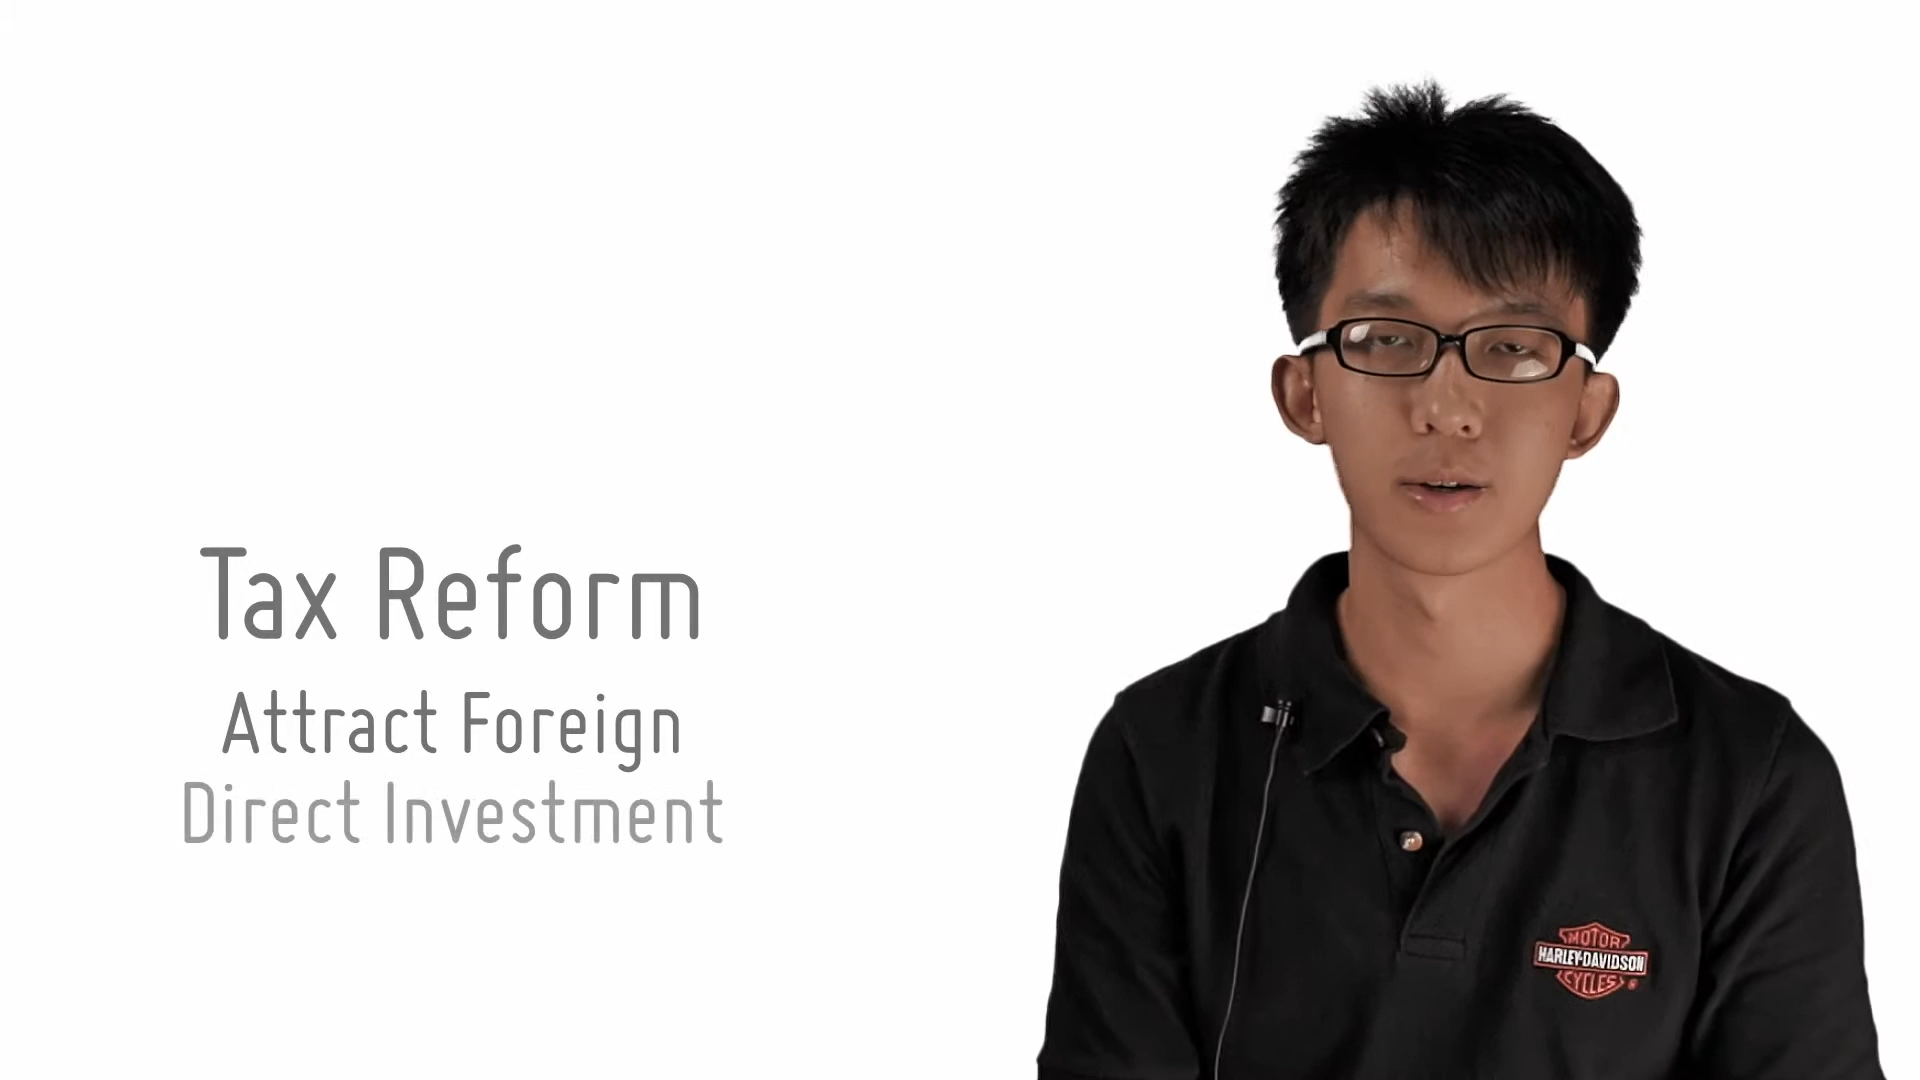 Tax Reform
Attract Foreign
Direct Investment
MOTOR
HARLEY-DAVIDSON
CYCLES